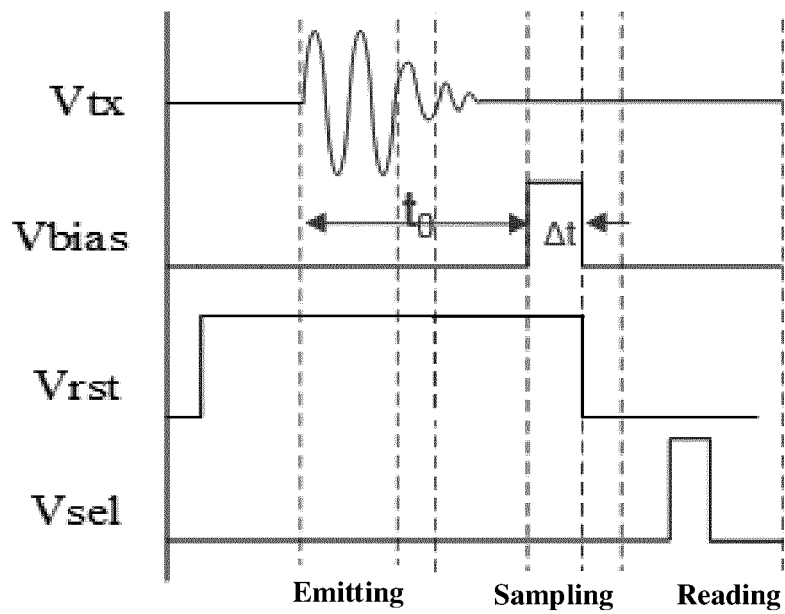 Vtx
t0
Vbias
Δt
Vrst
Vsel
Emitting Sampling Reading